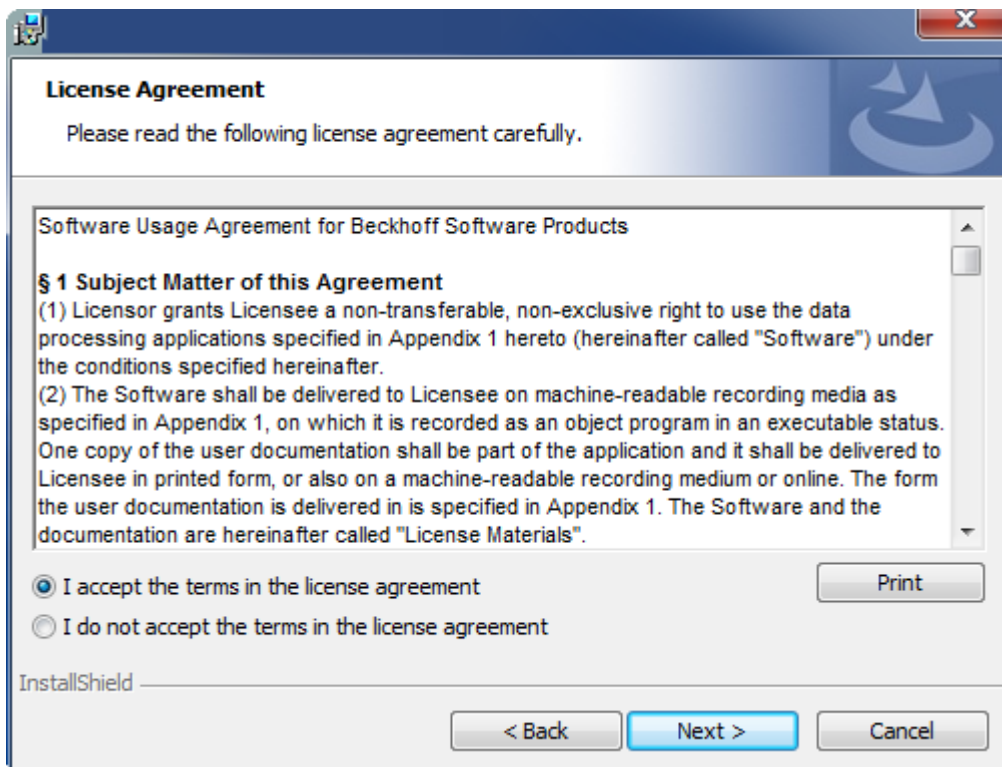 License Agreement
Please read the following license agreement carefully.
Software Usage Agreement for Beckhoff Software Products
§ 1 Subject Matter of this Agreement
(1) Licensor grants Licensee a non-transferable, non-exclusive right to use the data
processing applications specified in Appendix 1 hereto (hereinafter called "Software") under
the conditions specified hereinafter.
(2) The Software shall be delivered to Licensee on machine-readable recording media as
specified in Appendix 1, on which it is recorded as an object program in an executable status.
One copy of the user documentation shall be part of the application and it shall be delivered to
Licensee in printed form, or also on a machine-readable recording medium or online. The form
the user documentation is delivered in is specified in Appendix 1. The Software and the
documentation are hereinafter called "License Materials".
I accept the terms in the license agreement
Print
I do not accept the terms in the license agreement
InstallShield
< Back
Next >
Cancel